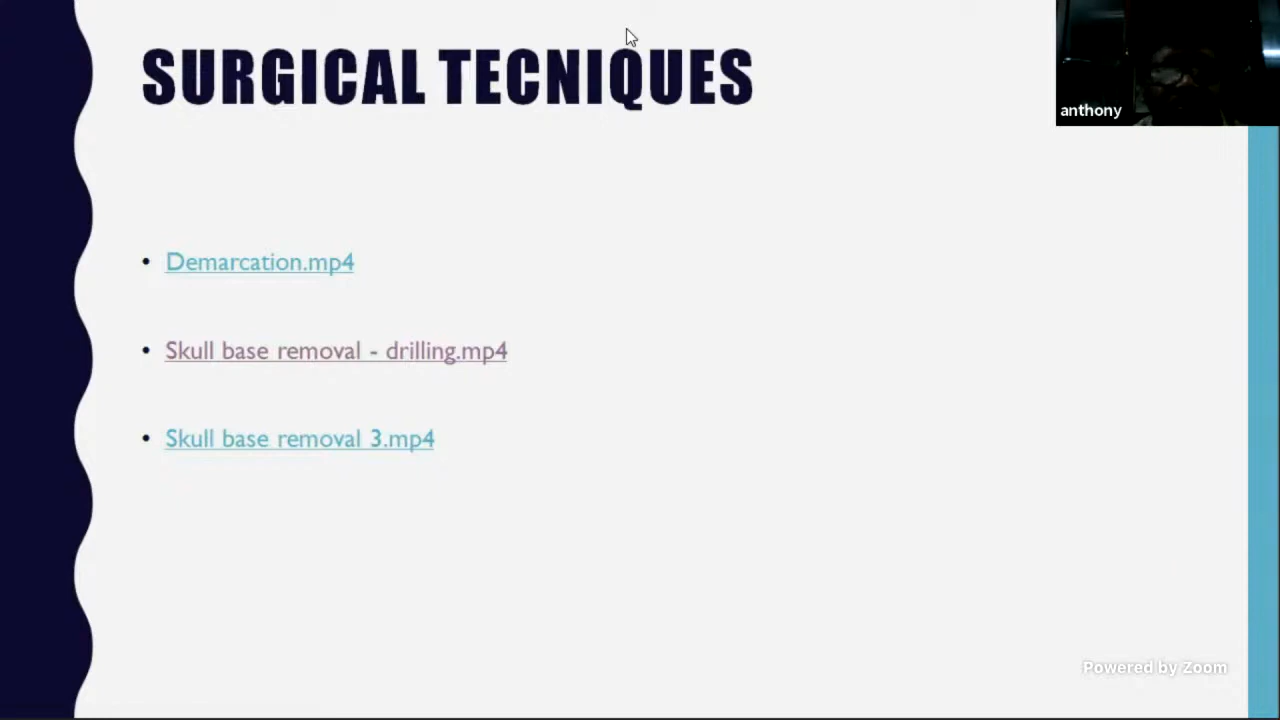 SURGICAL TECNIQUES
anthony
• Demarcation.mp4
• Skull base removal - drilling.mp4
• Skull base removal 3.mp4
Powered by Zoom